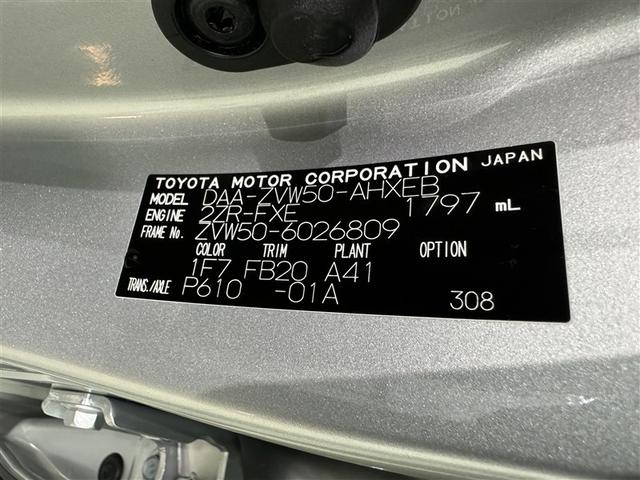 TOYOTA MOTOR CORPORATION JAPAN
MODEL DAA-ZVW50-AHXEB
ENGINE 2ZR-FXE 1797 mL
FRAME No. ZVW50-6026809
COLOR TRIM PLANT OPTION
1F7 FB20 A41
TRANS./AXLE P610 -01A 308